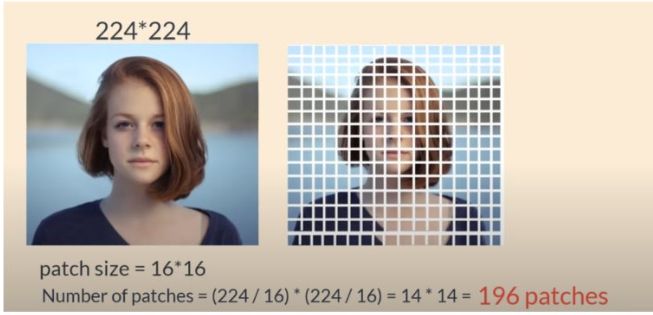 224*224
patch size = 16*16
Number of patches = (224 / 16) * (224 / 16) = 14 * 14 = 196 patches